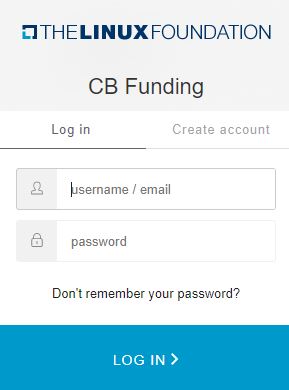 THE LINUX FOUNDATION
CB Funding
Log in
Create account
username / email
password
Don't remember your password?
LOG IN